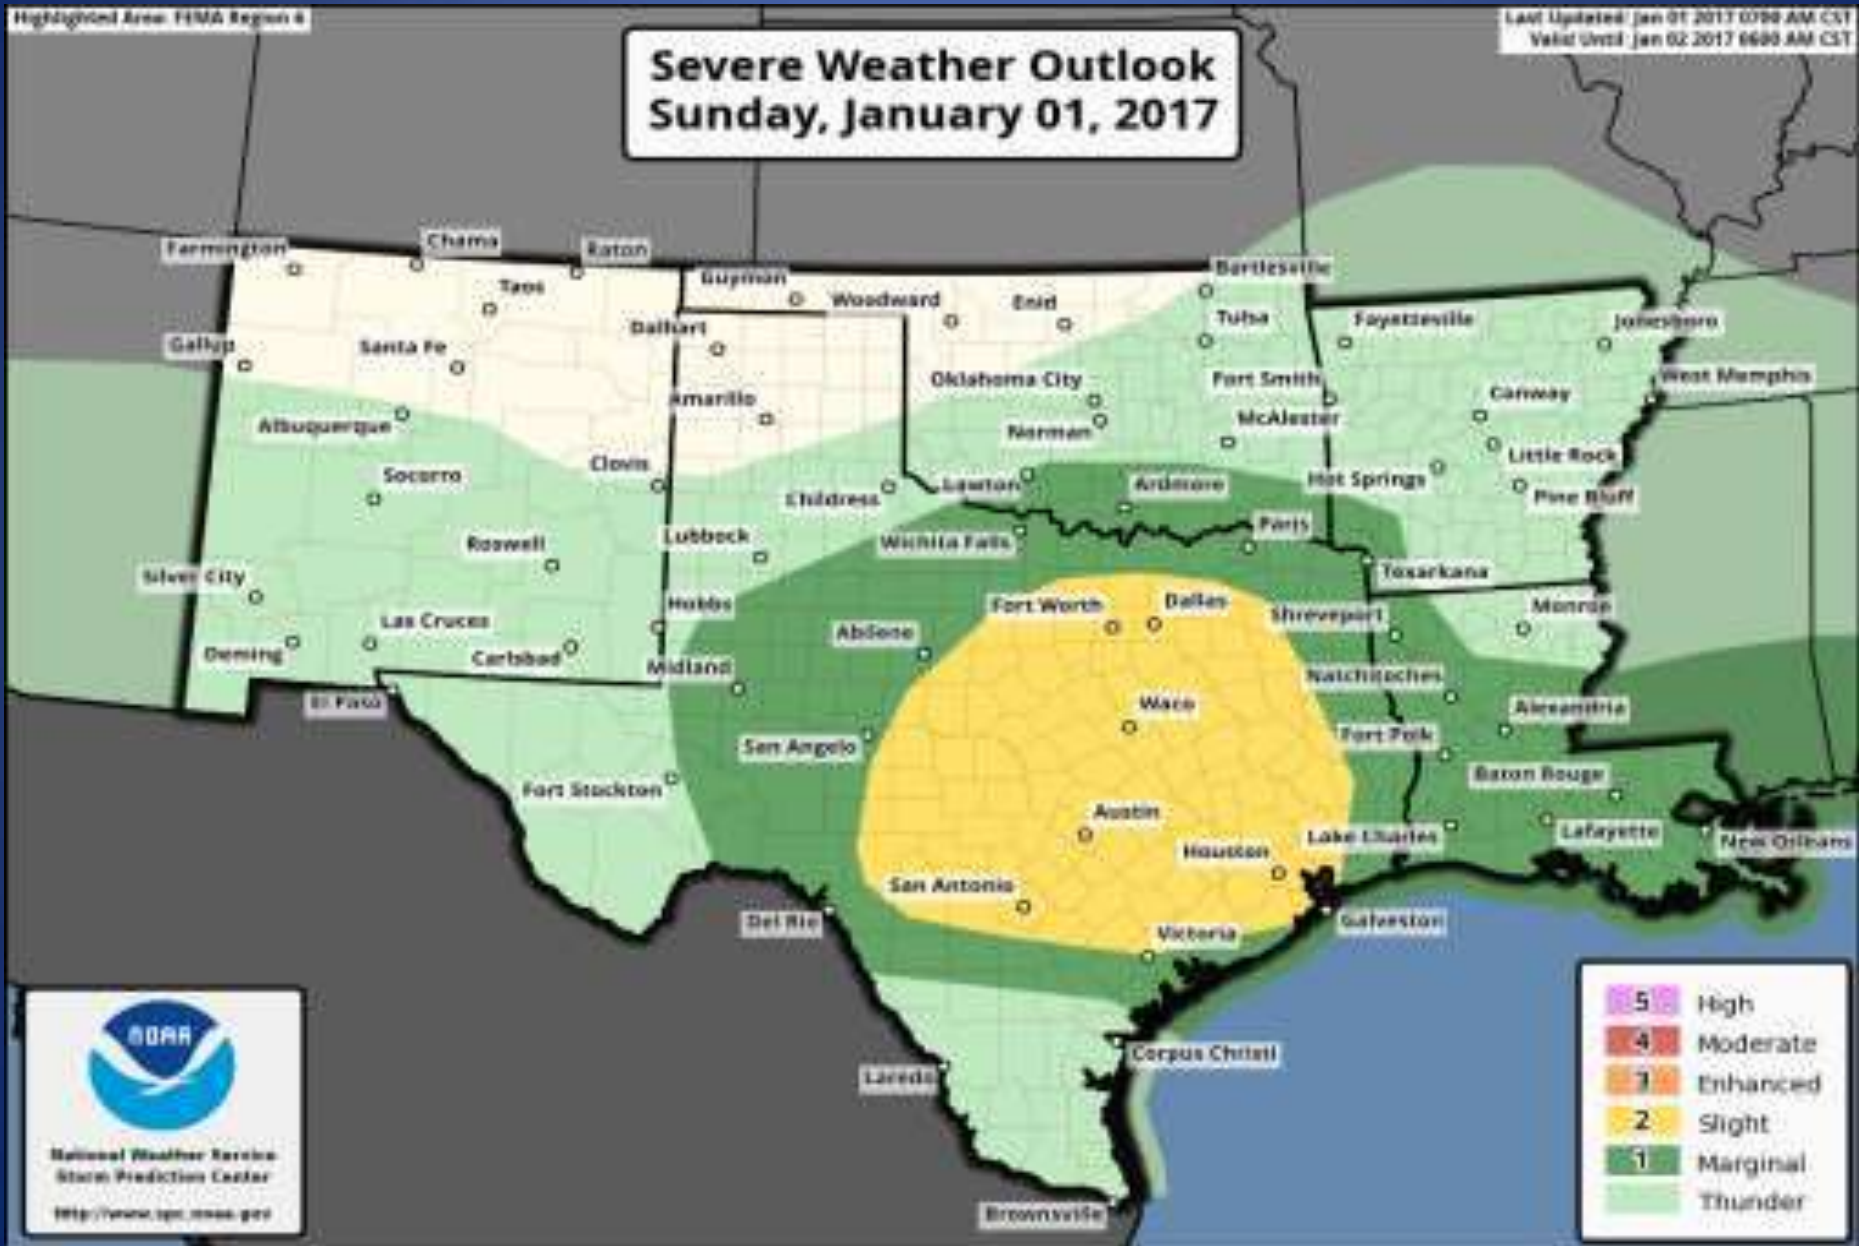 Highlighted Area: FEMA Region 6
Last Updated: Jan 01 2017 0700 AM CST
Valid Until: Jan 02 2017 0600 AM CST
Severe Weather Outlook
Sunday, January 01, 2017
Farmington
Chama
Raton
Taos
Guymon
Woodward
Enid
Bartlesville
Tulsa
Dalhart
Fayetteville
Jonesboro
Gallup
Santa Fe
Oklahoma City
Fort Smith
West Memphis
Amarillo
Conway
Albuquerque
Norman
McAlester
Clovis
Little Rock
Socorro
Childress
Lawton
Ardmore
Hot Springs
Pine Bluff
Roswell
Lubbock
Wichita Falls
Paris
Texarkana
Silver City
Hobbs
Fort Worth
Dallas
Shreveport
Monroe
Las Cruces
Abilene
Deming
Carlsbad
Midland
Natchitoches
El Paso
Waco
Alexandria
San Angelo
Fort Polk
Fort Stockton
Baton Rouge
Austin
Lake Charles
Lafayette
New Orleans
Houston
San Antonio
Del Rio
Victoria
Galveston
Corpus Christi
Laredo
Brownsville
NOAA
National Weather Service
Storm Prediction Center
http://www.spc.noaa.gov
5 High
4 Moderate
3 Enhanced
2 Slight
1 Marginal
Thunder